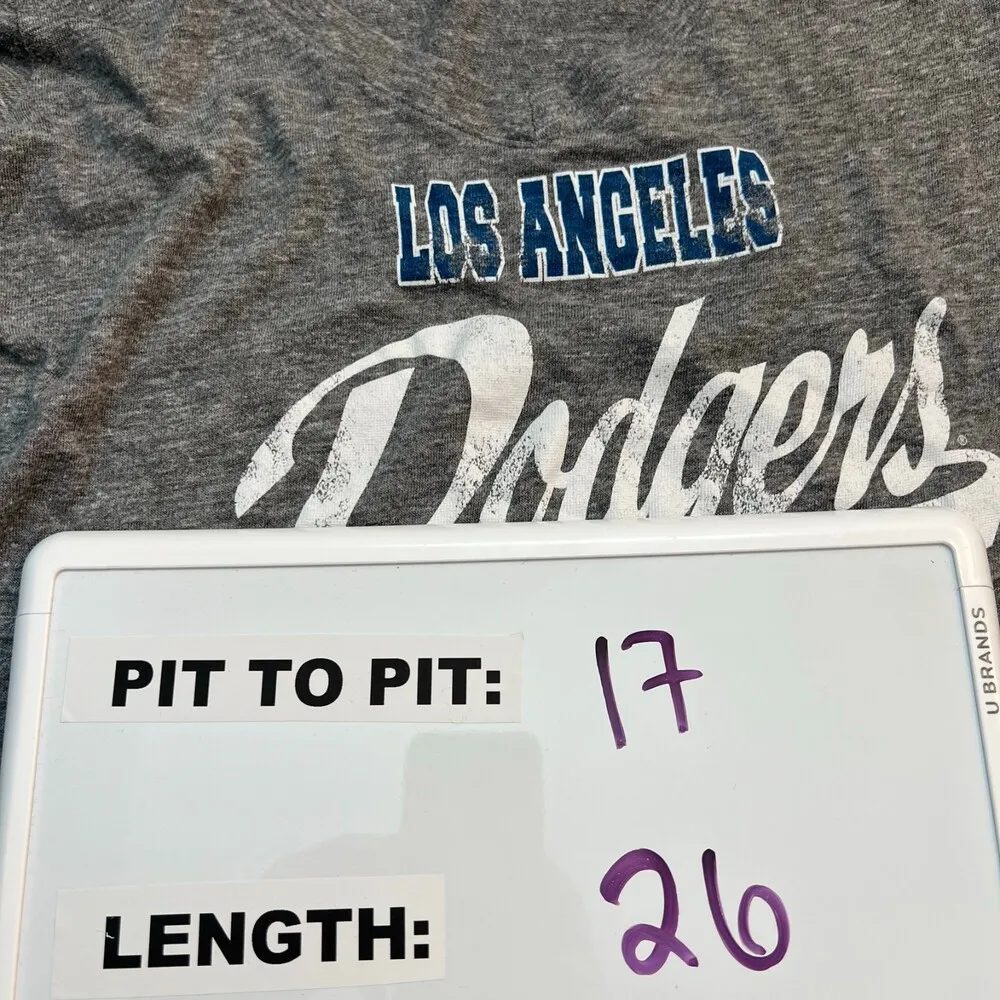 LOS ANGELES
Dodgers
®
U BRANDS
PIT TO PIT: 17
LENGTH: 26